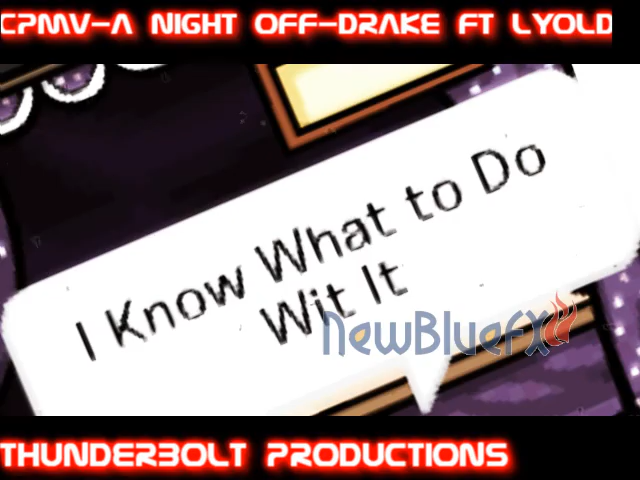 CPMV-A NIGHT OFF-DRAKE FT LYOLD
I Know What to Do
Wit It
NewBlueFX
THUNDERBOLT PRODUCTIONS